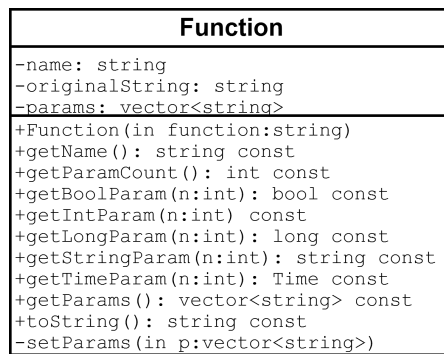 Function
-name: string
-originalString: string
-params: vector<string>
+Function(in function:string)
+getName(): string const
+getParamCount(): int const
+getBoolParam(n:int): bool const
+getIntParam(n:int) const
+getLongParam(n:int): long const
+getStringParam(n:int): string const
+getTimeParam(n:int): Time const
+getParams(): vector<string> const
+toString(): string const
-setParams(in p:vector<string>)